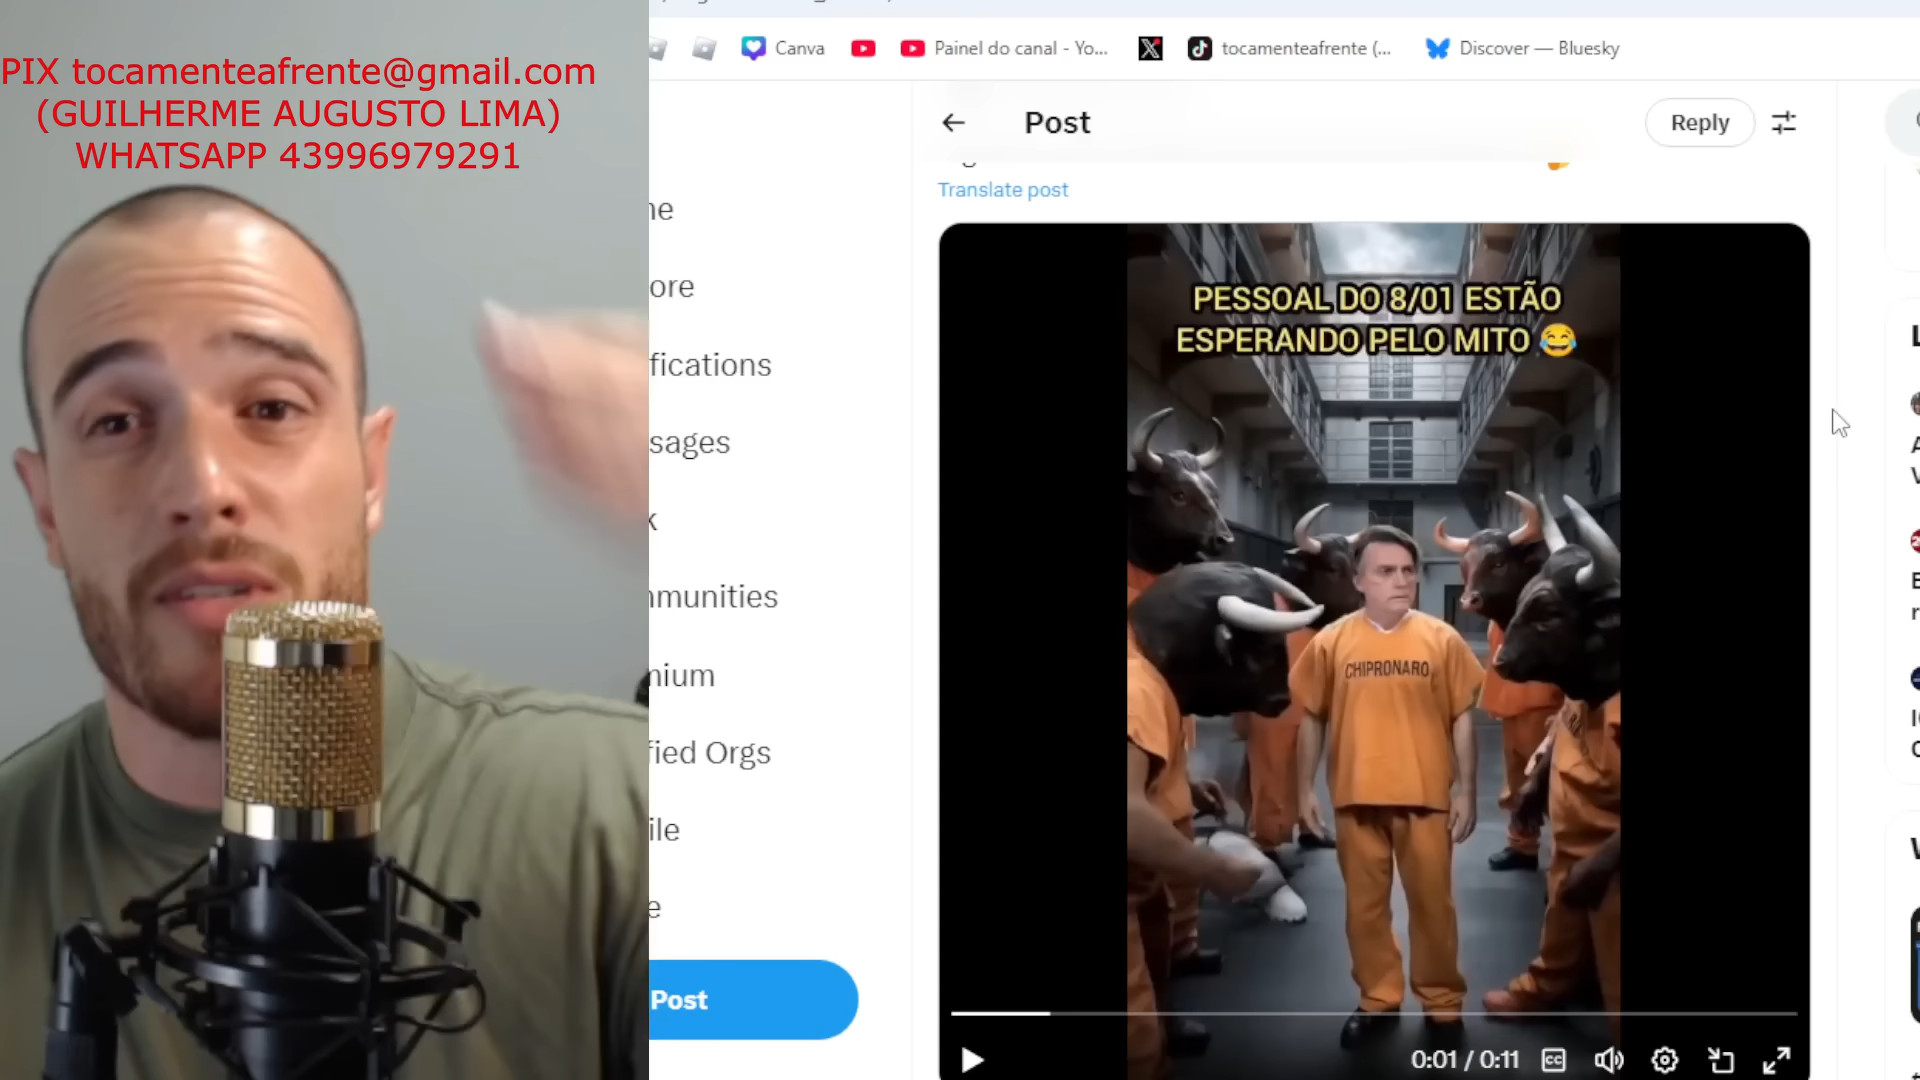 PIX tocamenteafrente@gmail.com
(GUILHERME AUGUSTO LIMA)
WHATSAPP 43996979291
Canva
Painel do canal - Yo...
tocamenteafrente (...
Discover — Bluesky
Post
Reply
Translate post
ore
fications
sages
munities
nium
fied Orgs
ile
Post
PESSOAL DO 8/01 ESTÃO
ESPERANDO PELO MITO 😂
CHIPRONARO
0:01 / 0:11
CC